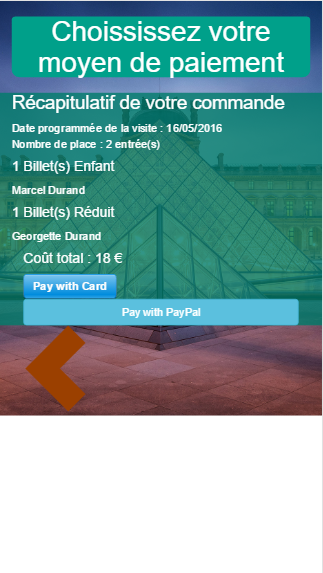 Choississez votre
moyen de paiement
Récapitulatif de votre commande
Date programmée de la visite : 16/05/2016
Nombre de place : 2 entrée(s)
1 Billet(s) Enfant
Marcel Durand
1 Billet(s) Réduit
Georgette Durand
Coût total : 18 €
Pay with Card
Pay with PayPal